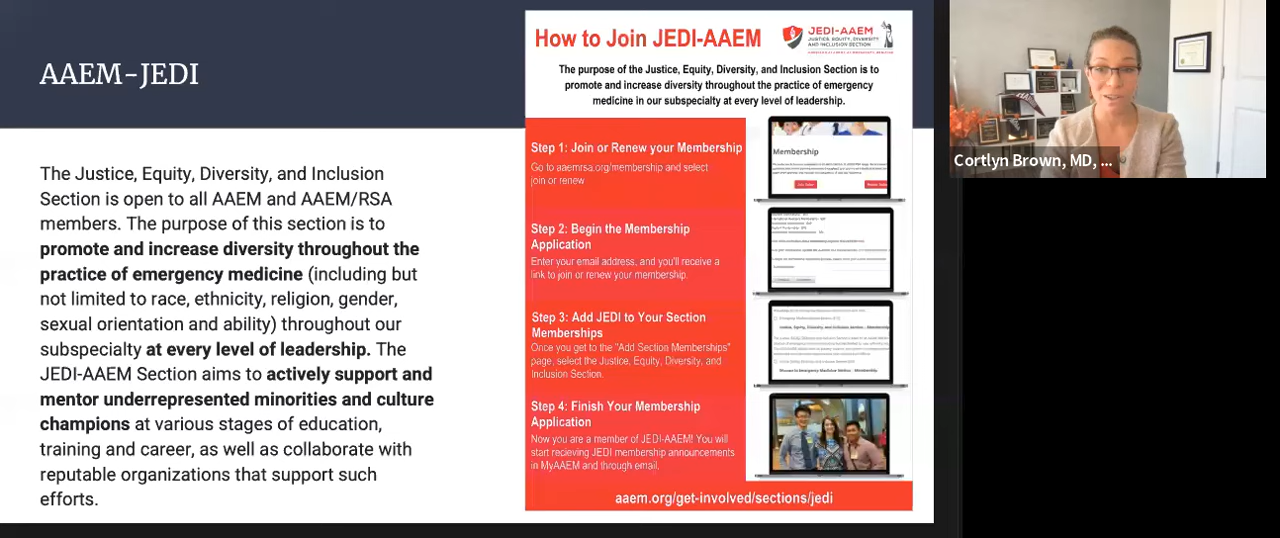 AAEM-JEDI
The Justice, Equity, Diversity, and Inclusion
Section is open to all AAEM and AAEM/RSA
members. The purpose of this section is to
promote and increase diversity throughout the
practice of emergency medicine (including but
not limited to race, ethnicity, religion, gender,
sexual orientation and ability) throughout our
subspecialty at every level of leadership. The
JEDI-AAEM Section aims to actively support and
mentor underrepresented minorities and culture
champions at various stages of education,
training and career, as well as collaborate with
reputable organizations that support such
efforts.
How to Join JEDI-AAEM
JEDI-AAEM
JUSTICE, EQUITY, DIVERSITY
AND INCLUSION SECTION
The purpose of the Justice, Equity, Diversity, and Inclusion Section is to
promote and increase diversity throughout the practice of emergency
medicine in our subspecialty at every level of leadership.
Step 1: Join or Renew your Membership
Go to aaemrsa.org/membership and select
join or renew
Membership
Step 2: Begin the Membership
Application
Enter your email address, and you'll receive a
link to join or renew your membership.
Step 3: Add JEDI to Your Section
Memberships
Once you get to the "Add Section Memberships"
page, select the Justice, Equity, Diversity, and
Inclusion Section.
Step 4: Finish Your Membership
Application
Now you are a member of JEDI-AAEM! You will
start recieving JEDI membership announcements
in MyAAEM and through email.
aaem.org/get-involved/sections/jedi
Cortlyn Brown, MD, ...